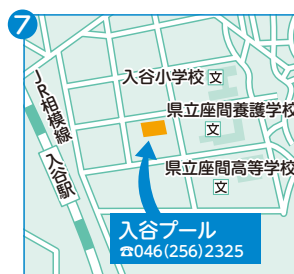 7
入谷小学校 文
JR相模線
県立座間養護学校
文
入谷駅
県立座間高等学校
文
入谷プール
☎046(256)2325